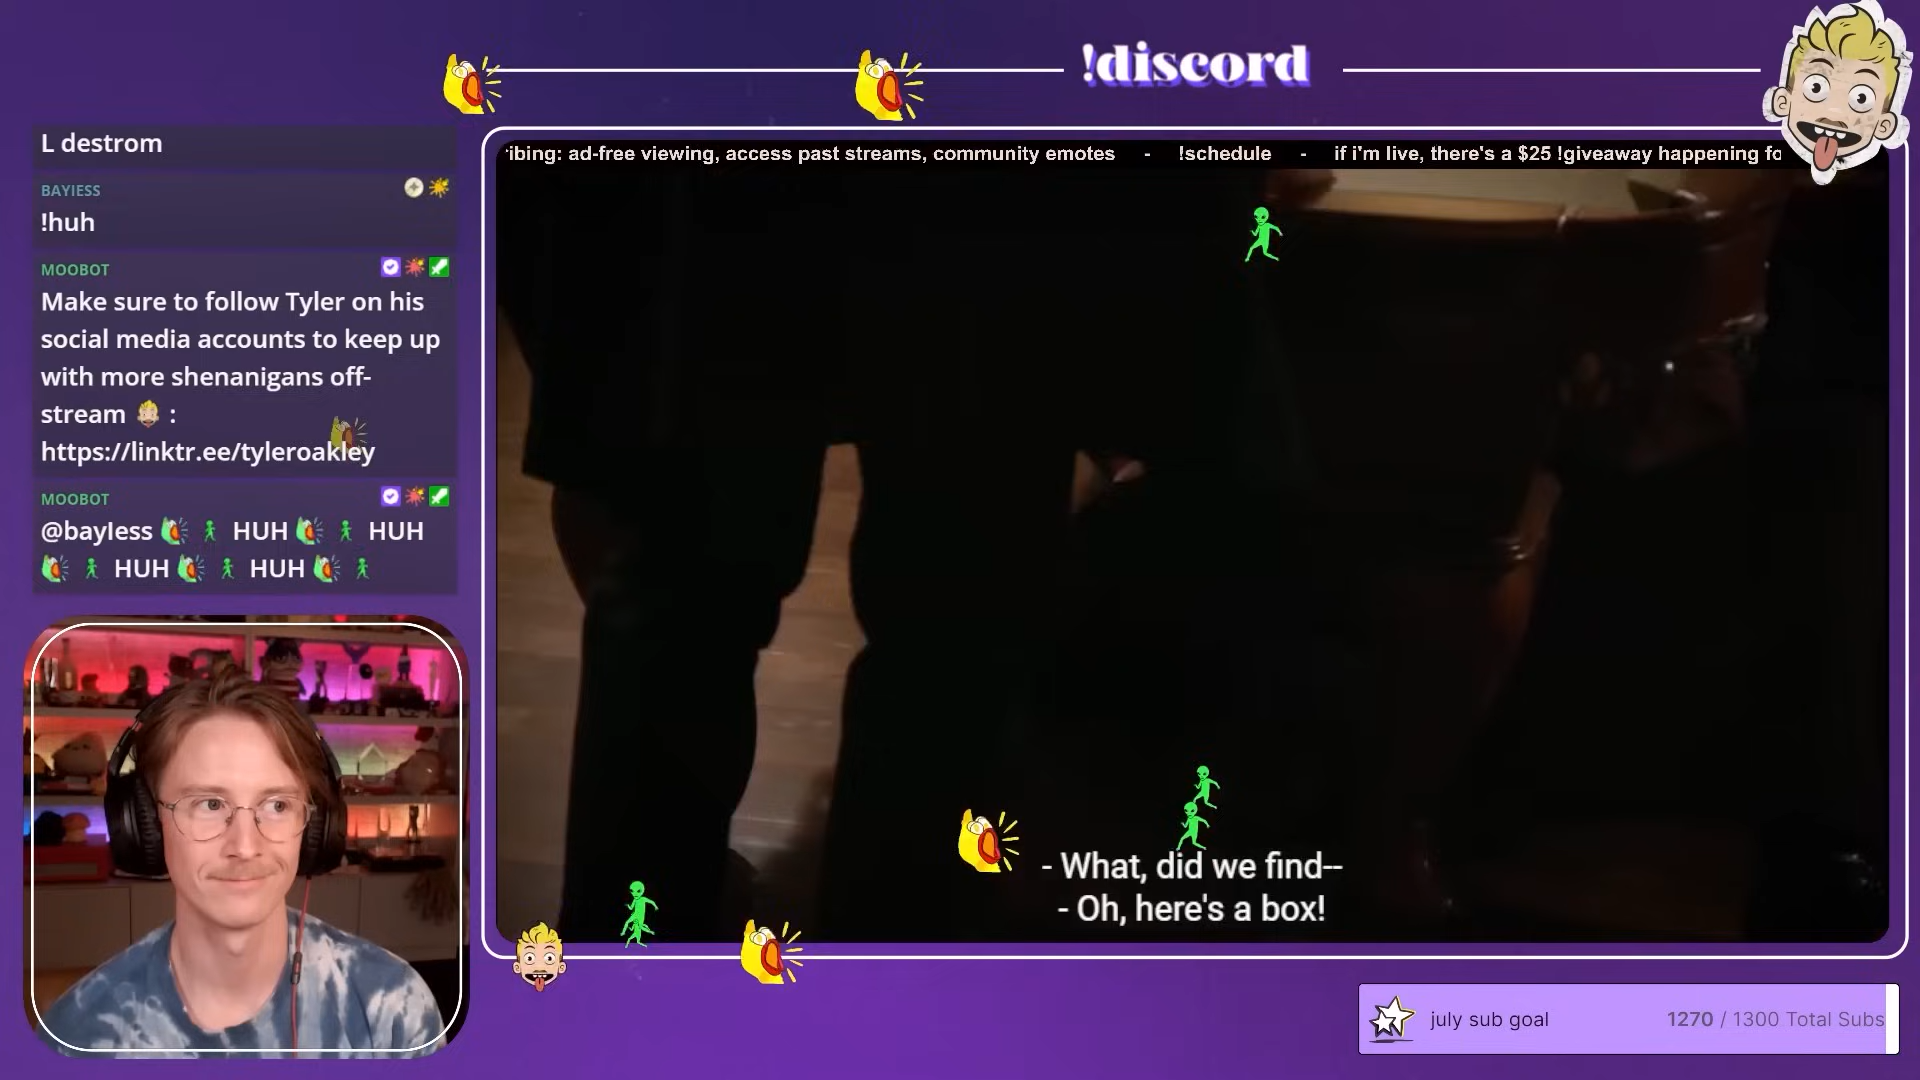 !discord
ibing: ad-free viewing, access past streams, community emotes - !schedule - if i'm live, there's a $25 !giveaway happening fo
L destrom
BAYIESS
!huh
MOOBOT
Make sure to follow Tyler on his
social media accounts to keep up
with more shenanigans off-
stream :
https://linktr.ee/tyleroakley
MOOBOT
@bayIess HUH HUH
HUH HUH
- What, did we find--
- Oh, here's a box!
july sub goal 1270 / 1300 Total Subs